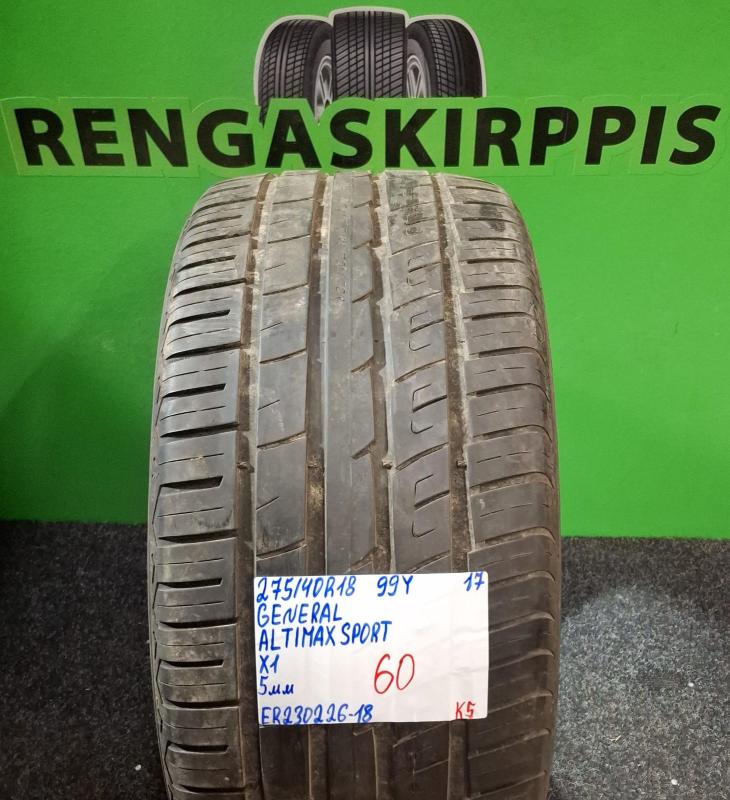 RENGASKIRPPIS
275/40R18 99Y 17
GENERAL
ALTIMAX SPORT
X1
5мм 60
ER230226-18 K5